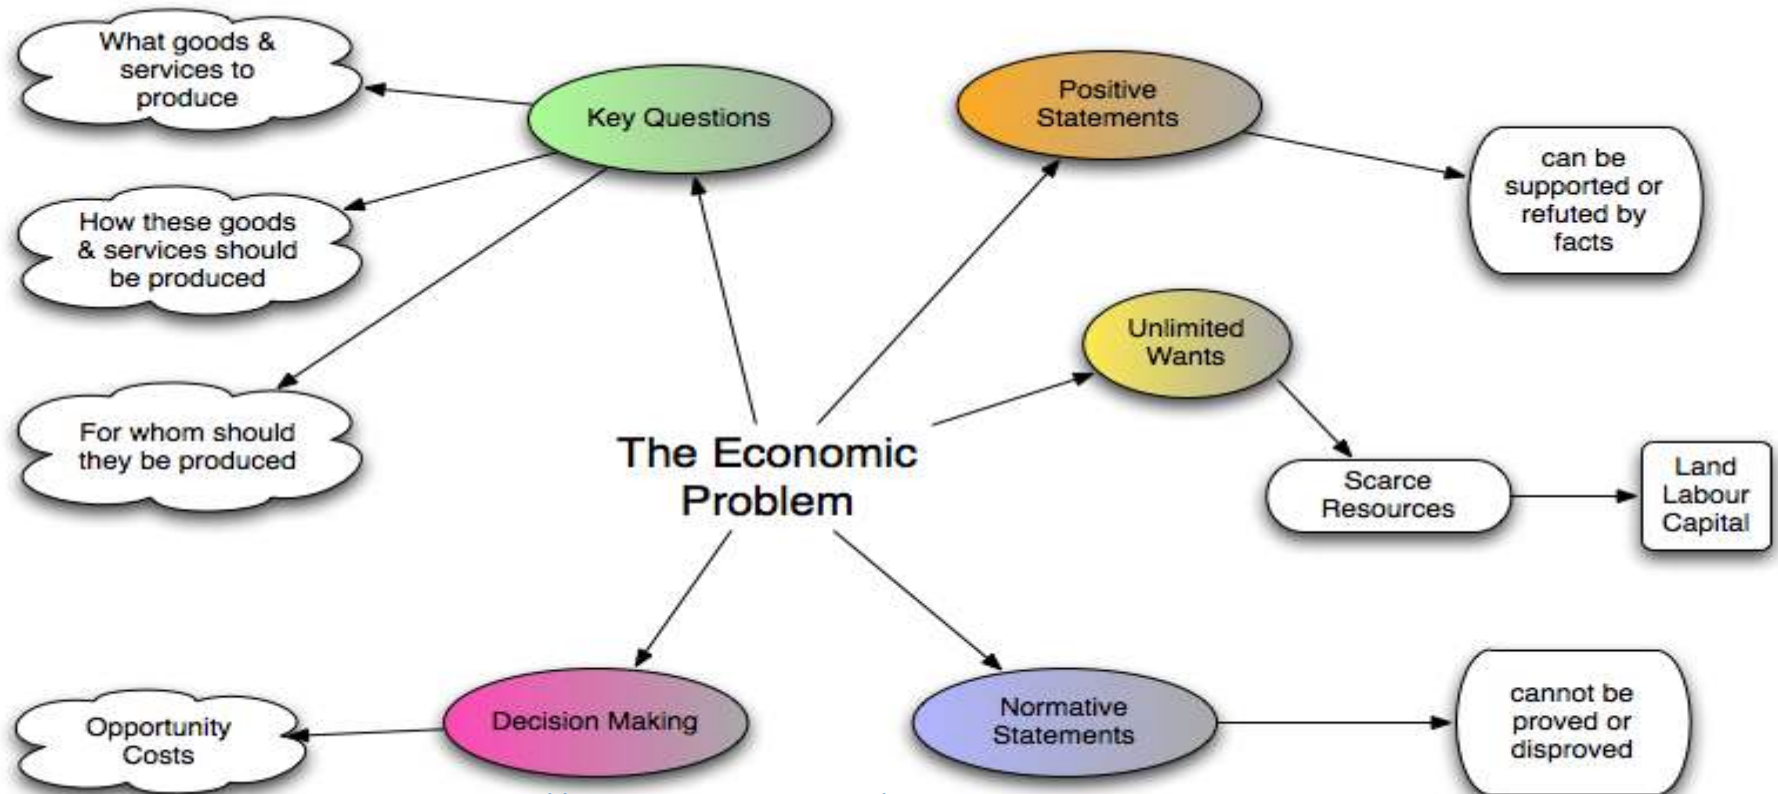 What goods &
services to
produce
Key Questions
Positive
Statements
can be
supported or
refuted by
facts
How these goods
& services should
be produced
Unlimited
Wants
For whom should
they be produced
The Economic
Problem
Scarce
Resources
Land
Labour
Capital
Opportunity
Costs
Decision Making
Normative
Statements
cannot be
proved or
disproved